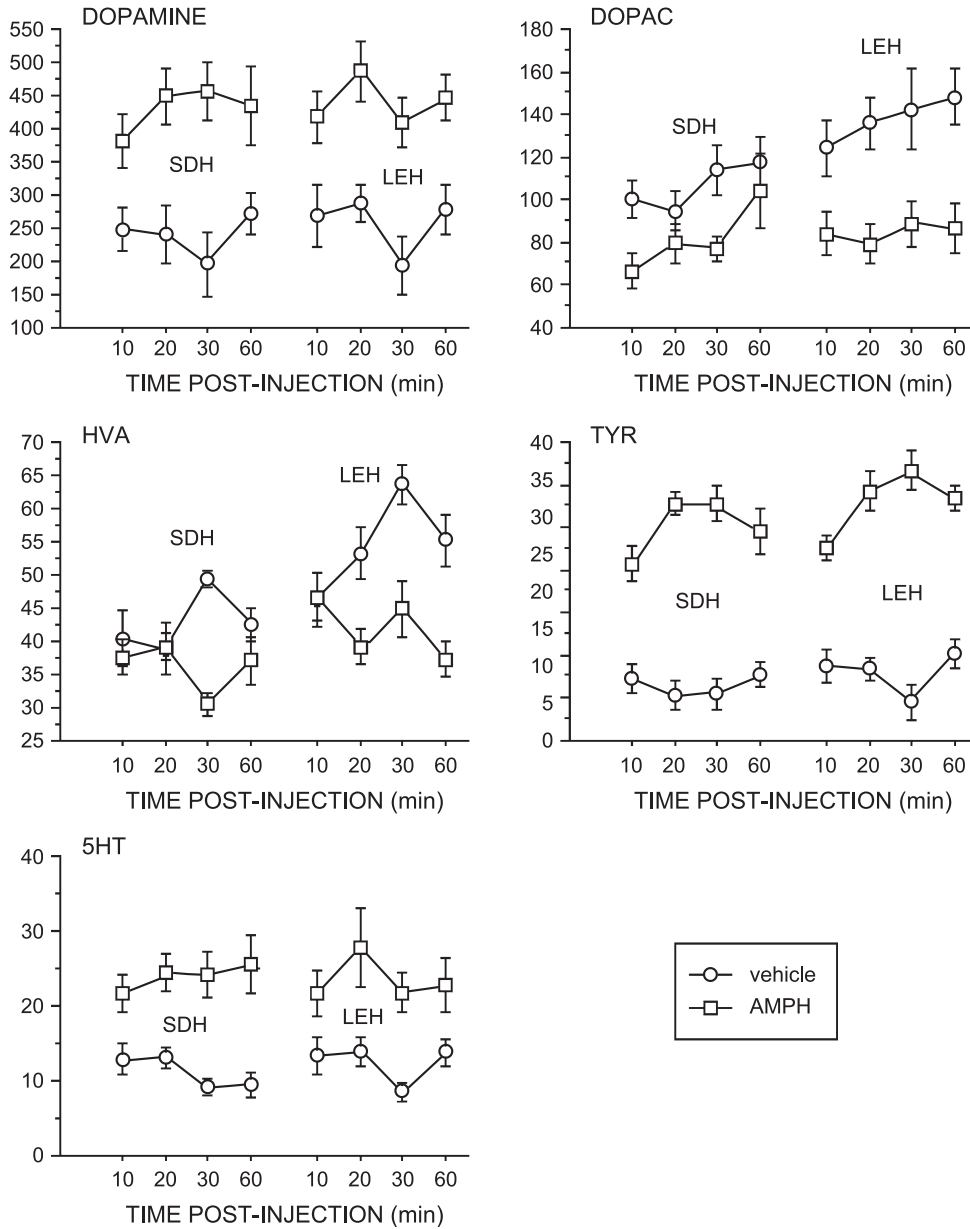 DOPAMINE
550
500
450
400
350
300
250
200
150
100
SDH
LEH
10 20 30 60 10 20 30 60
TIME POST-INJECTION (min)
DOPAC
180
160
140
120
100
80
60
40
SDH
LEH
10 20 30 60 10 20 30 60
TIME POST-INJECTION (min)
HVA
70
65
60
55
50
45
40
35
30
25
SDH
LEH
10 20 30 60 10 20 30 60
TIME POST-INJECTION (min)
TYR
40
35
30
25
20
15
10
5
0
SDH
LEH
10 20 30 60 10 20 30 60
TIME POST-INJECTION (min)
5HT
40
30
20
10
0
SDH
LEH
10 20 30 60 10 20 30 60
TIME POST-INJECTION (min)
vehicle
AMPH